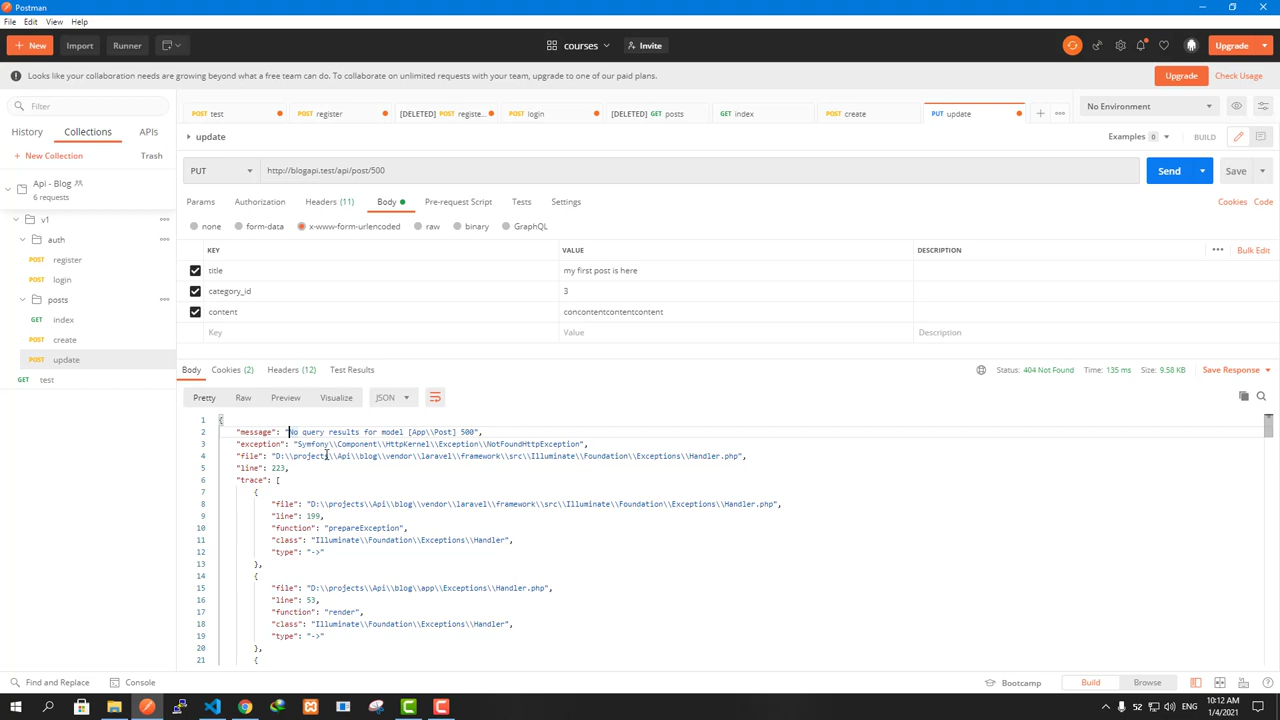 Postman
File Edit View Help
New Import Runner courses Invite Upgrade
Looks like your collaboration needs are growing beyond what a free team can do. To collaborate on unlimited requests with your team, upgrade to one of our paid plans. Upgrade Check Usage
Filter
History Collections APIs
+ New Collection Trash
Api - Blog
6 requests
v1
auth
POST register
POST login
posts
GET index
POST create
POST update
GET test
POST test POST register [DELETED] POST registe... POST login [DELETED] GET posts GET index POST create PUT update No Environment
update Examples 0 BUILD
PUT http://blogapi.test/api/post/500 Send Save
Params Authorization Headers (11) Body Pre-request Script Tests Settings Cookies Code
none form-data x-www-form-urlencoded raw binary GraphQL
KEY VALUE DESCRIPTION Bulk Edit
title my first post is here
category_id 3
content concontentcontentcontent
Key Value Description
Body Cookies (2) Headers (12) Test Results Status: 404 Not Found Time: 135 ms Size: 9.58 KB Save Response
Pretty Raw Preview Visualize JSON
1 {
2 "message": "No query results for model [App\\Post] 500",
3 "exception": "Symfony\\Component\\HttpKernel\\Exception\\NotFoundHttpException",
4 "file": "D:\\projects\\Api\\blog\\vendor\\laravel\\framework\\src\\Illuminate\\Foundation\\Exceptions\\Handler.php",
5 "line": 223,
6 "trace": [
7 {
8 "file": "D:\\projects\\Api\\blog\\vendor\\laravel\\framework\\src\\Illuminate\\Foundation\\Exceptions\\Handler.php",
9 "line": 199,
10 "function": "prepareException",
11 "class": "Illuminate\\Foundation\\Exceptions\\Handler",
12 "type": "->"
13 },
14 {
15 "file": "D:\\projects\\Api\\blog\\app\\Exceptions\\Handler.php",
16 "line": 53,
17 "function": "render",
18 "class": "Illuminate\\Foundation\\Exceptions\\Handler",
19 "type": "->"
20 },
21 {
Find and Replace Console Bootcamp Build Browse
ENG 10:12 AM
1/4/2021